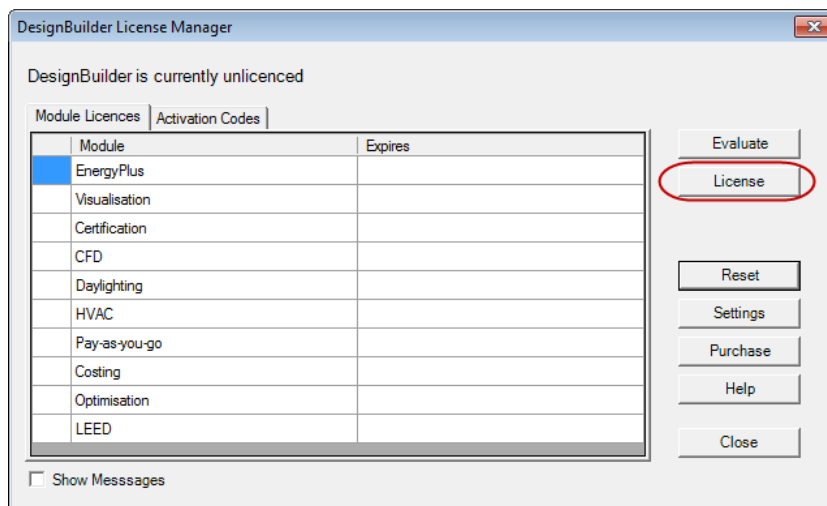 DesignBuilder License Manager
DesignBuilder is currently unlicenced
Module Licences Activation Codes
Module Expires
EnergyPlus
Visualisation
Certification
CFD
Daylighting
HVAC
Pay-as-you-go
Costing
Optimisation
LEED
Evaluate
License
Reset
Settings
Purchase
Help
Close
Show Messsages